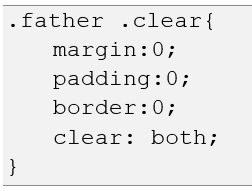 .father .clear{
margin:0;
padding:0;
border:0;
clear: both;
}